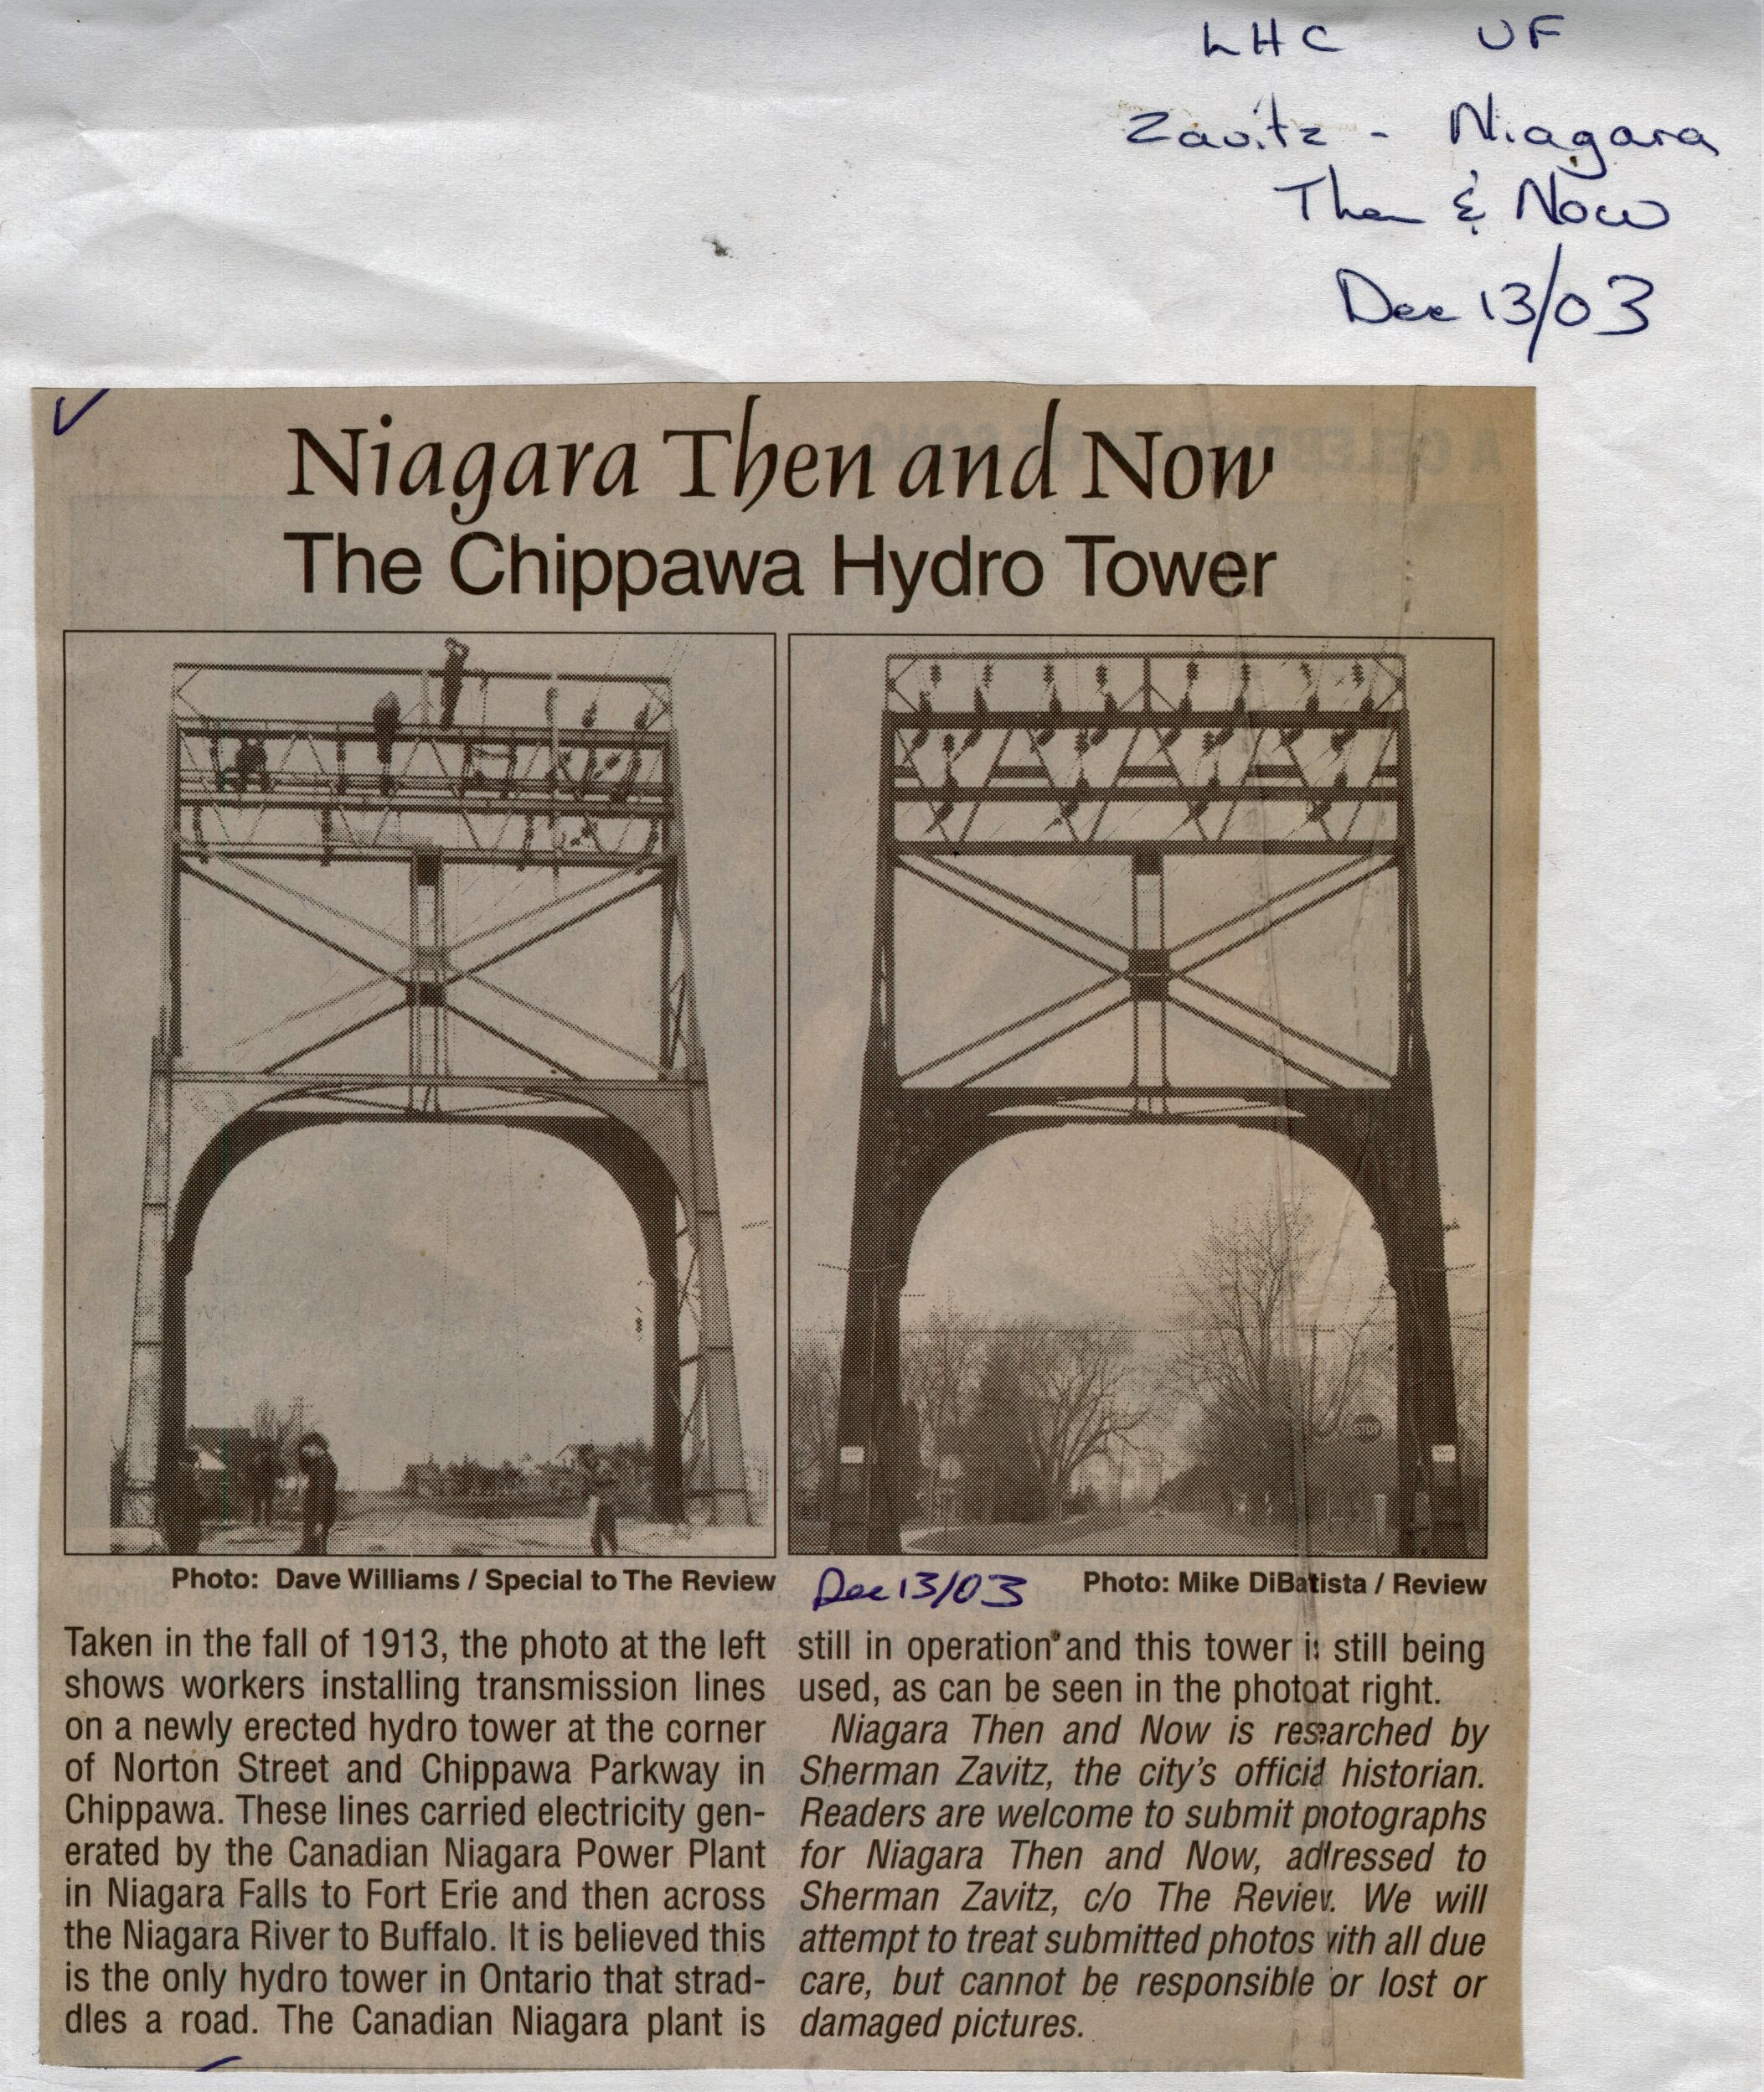 LHC UF
Zavitz - Niagara
Then & Now
Dec 13/03
Niagara Then and Now
The Chippawa Hydro Tower
STOP
Photo: Dave Williams / Special to The Review
Dec 13/03
Photo: Mike DiBatista / Review
Taken in the fall of 1913, the photo at the left
shows workers installing transmission lines
on a newly erected hydro tower at the corner
of Norton Street and Chippawa Parkway in
Chippawa. These lines carried electricity gen-
erated by the Canadian Niagara Power Plant
in Niagara Falls to Fort Erie and then across
the Niagara River to Buffalo. It is believed this
is the only hydro tower in Ontario that strad-
dles a road. The Canadian Niagara plant is
still in operation and this tower is still being
used, as can be seen in the photo at right.
Niagara Then and Now is researched by
Sherman Zavitz, the city's official historian.
Readers are welcome to submit photographs
for Niagara Then and Now, addressed to
Sherman Zavitz, c/o The Review. We will
attempt to treat submitted photos with all due
care, but cannot be responsible for lost or
damaged pictures.